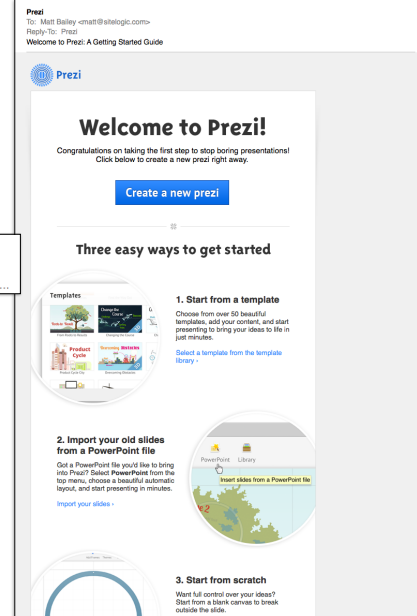 Prezi
To: Matt Bailey <matt@sitelogic.com>
Reply-To: Prezi
Welcome to Prezi: A Getting Started Guide
Prezi
Welcome to Prezi!
Congratulations on taking the first step to stop boring presentations!
Click below to create a new prezi right away.
Create a new prezi
Three easy ways to get started
...
Templates
Product
Cycle
1. Start from a template
Choose from over 50 beautiful
templates, add your content, and start
presenting to bring your ideas to life in
just minutes.
Select a template from the template
library ›
2. Import your old slides
from a PowerPoint file
Got a PowerPoint file you'd like to bring
into Prezi? Select PowerPoint from the
top menu, choose a beautiful automatic
layout, and start presenting in minutes.
Import your slides ›
PowerPoint Library
Insert slides from a PowerPoint file
3. Start from scratch
Want full control over your ideas?
Start from a blank canvas to break
outside the slide.